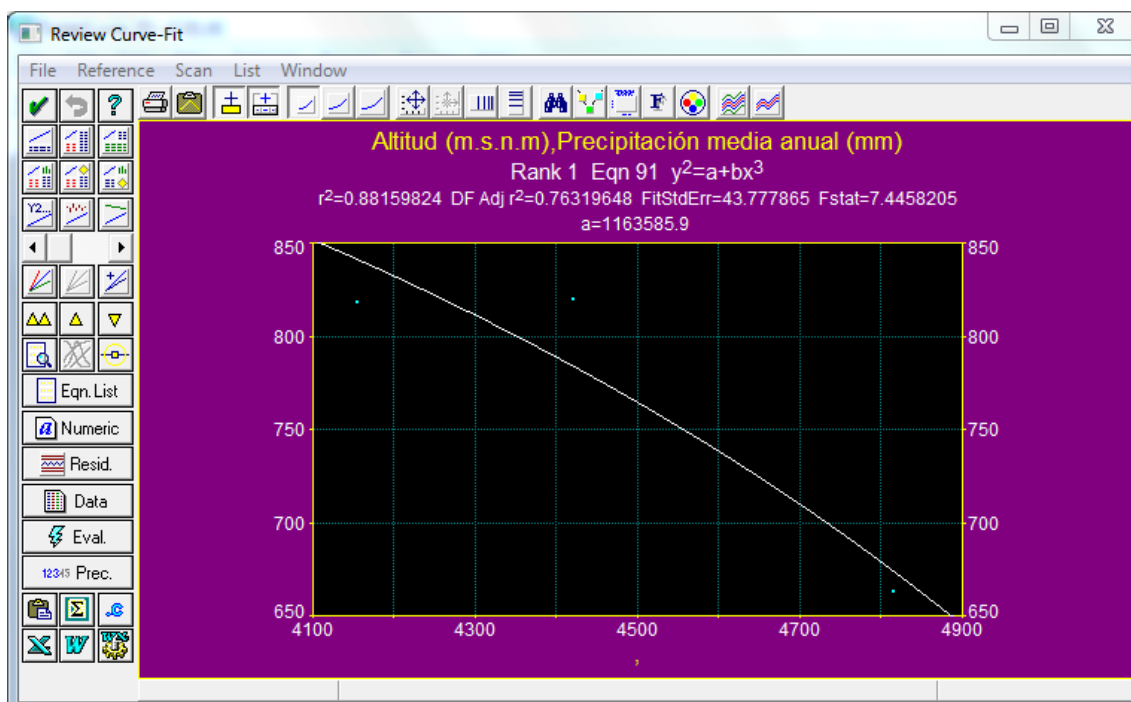 Review Curve-Fit
File Reference Scan List Window
Altitud (m.s.n.m),Precipitación media anual (mm)
Rank 1 Eqn 91 y²=a+bx³
r²=0.88159824 DF Adj r²=0.76319648 FitStdErr=43.777865 Fstat=7.4458205
a=1163585.9
Y2...
Eqn. List
Numeric
Resid.
Data
Eval.
12345 Prec.
850
800
750
700
650
850
800
750
700
650
4100 4300 4500 4700 4900
,